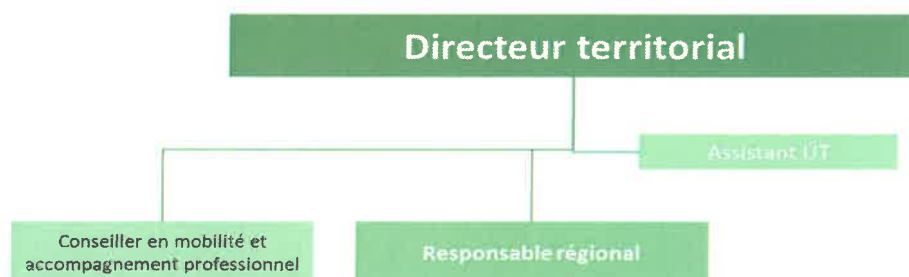 Directeur territorial
Assistant UT
Conseiller en mobilité et
accompagnement professionnel
Responsable régional